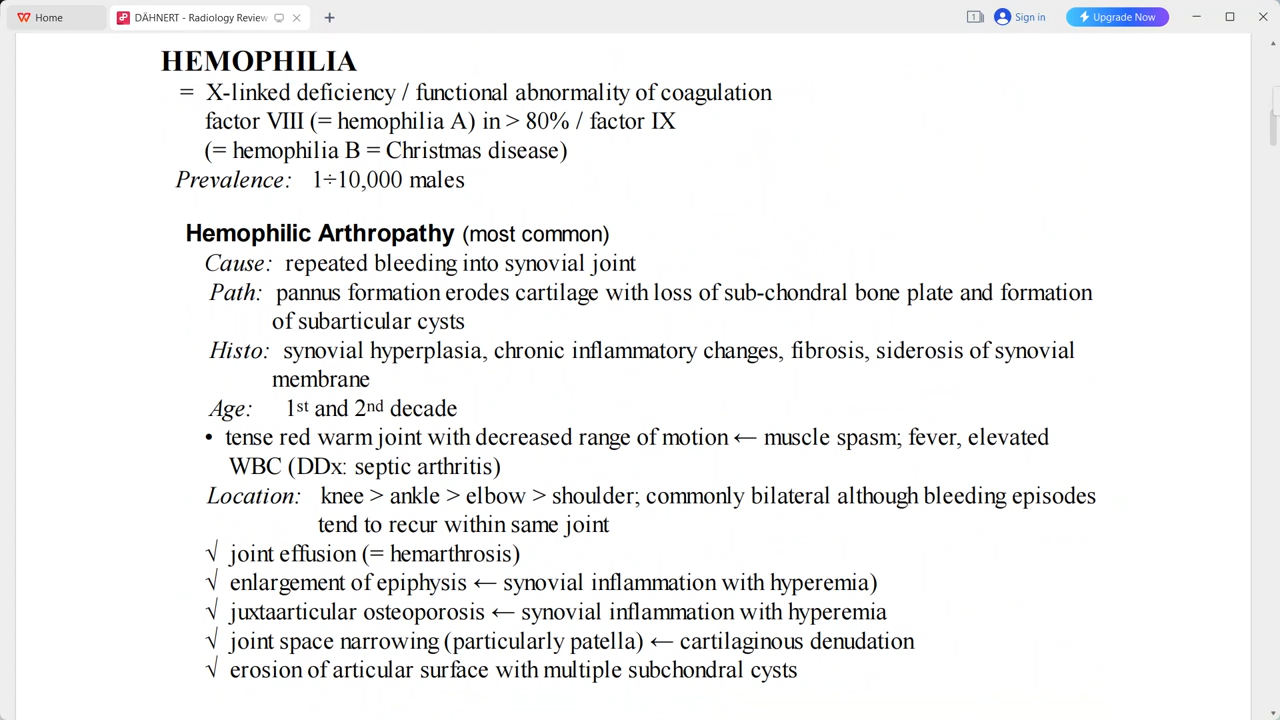 Home
DÄHNERT - Radiology Review
1
Sign in
Upgrade Now
HEMOPHILIA
= X-linked deficiency / functional abnormality of coagulation
factor VIII (= hemophilia A) in > 80% / factor IX
(= hemophilia B = Christmas disease)
Prevalence: 1÷10,000 males
Hemophilic Arthropathy (most common)
Cause: repeated bleeding into synovial joint
Path: pannus formation erodes cartilage with loss of sub-chondral bone plate and formation
of subarticular cysts
Histo: synovial hyperplasia, chronic inflammatory changes, fibrosis, siderosis of synovial
membrane
Age: 1st and 2nd decade
• tense red warm joint with decreased range of motion ← muscle spasm; fever, elevated
WBC (DDx: septic arthritis)
Location: knee > ankle > elbow > shoulder; commonly bilateral although bleeding episodes
tend to recur within same joint
√ joint effusion (= hemarthrosis)
√ enlargement of epiphysis ← synovial inflammation with hyperemia)
√ juxtaarticular osteoporosis ← synovial inflammation with hyperemia
√ joint space narrowing (particularly patella) ← cartilaginous denudation
√ erosion of articular surface with multiple subchondral cysts